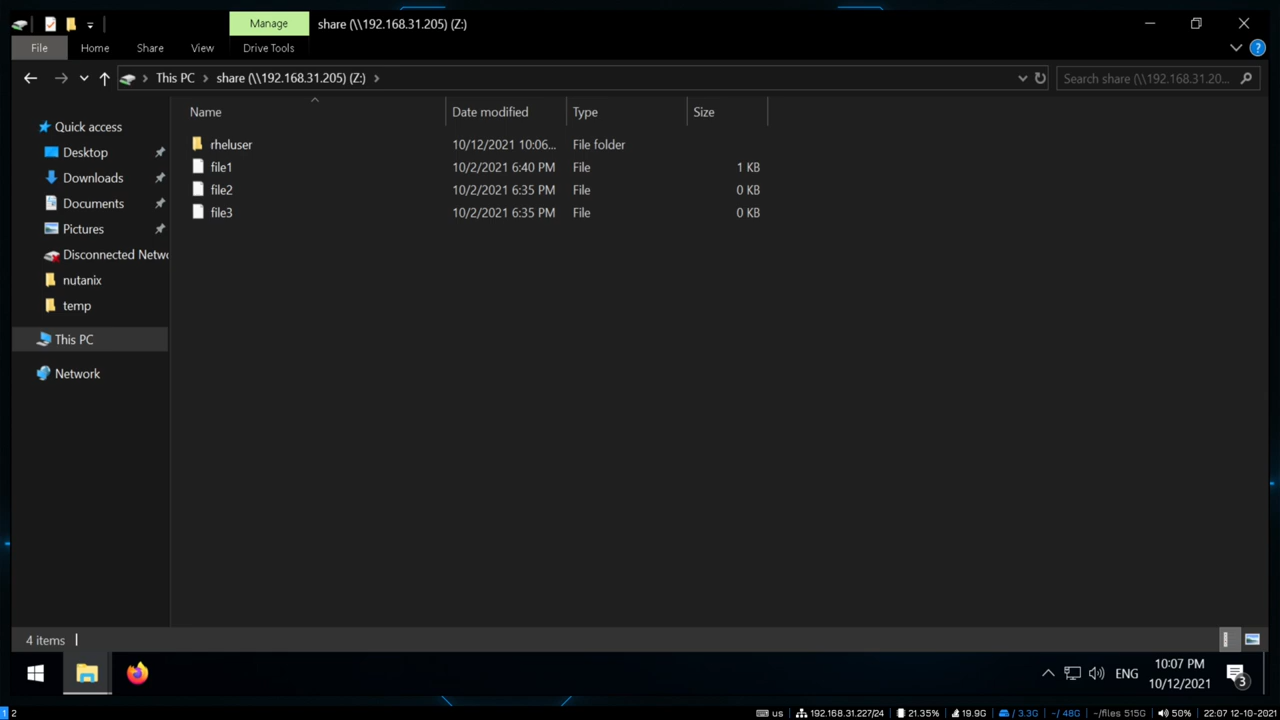 Manage
share (\\192.168.31.205) (Z:)
File
Home
Share
View
Drive Tools
This PC
share (\\192.168.31.205) (Z:)
Search share (\\192.168.31.20...
Name
Date modified
Type
Size
Quick access
Desktop
Downloads
Documents
Pictures
Disconnected Netwo
nutanix
temp
This PC
Network
rheluser 10/12/2021 10:06... File folder
file1 10/2/2021 6:40 PM File 1 KB
file2 10/2/2021 6:35 PM File 0 KB
file3 10/2/2021 6:35 PM File 0 KB
4 items
ENG
10:07 PM
10/12/2021
3
1 2
us 192.168.31.227/24 21.35% 19.9G / 3.3G ~/ 48G ~/files 515G 50% 22:07 12-10-2021